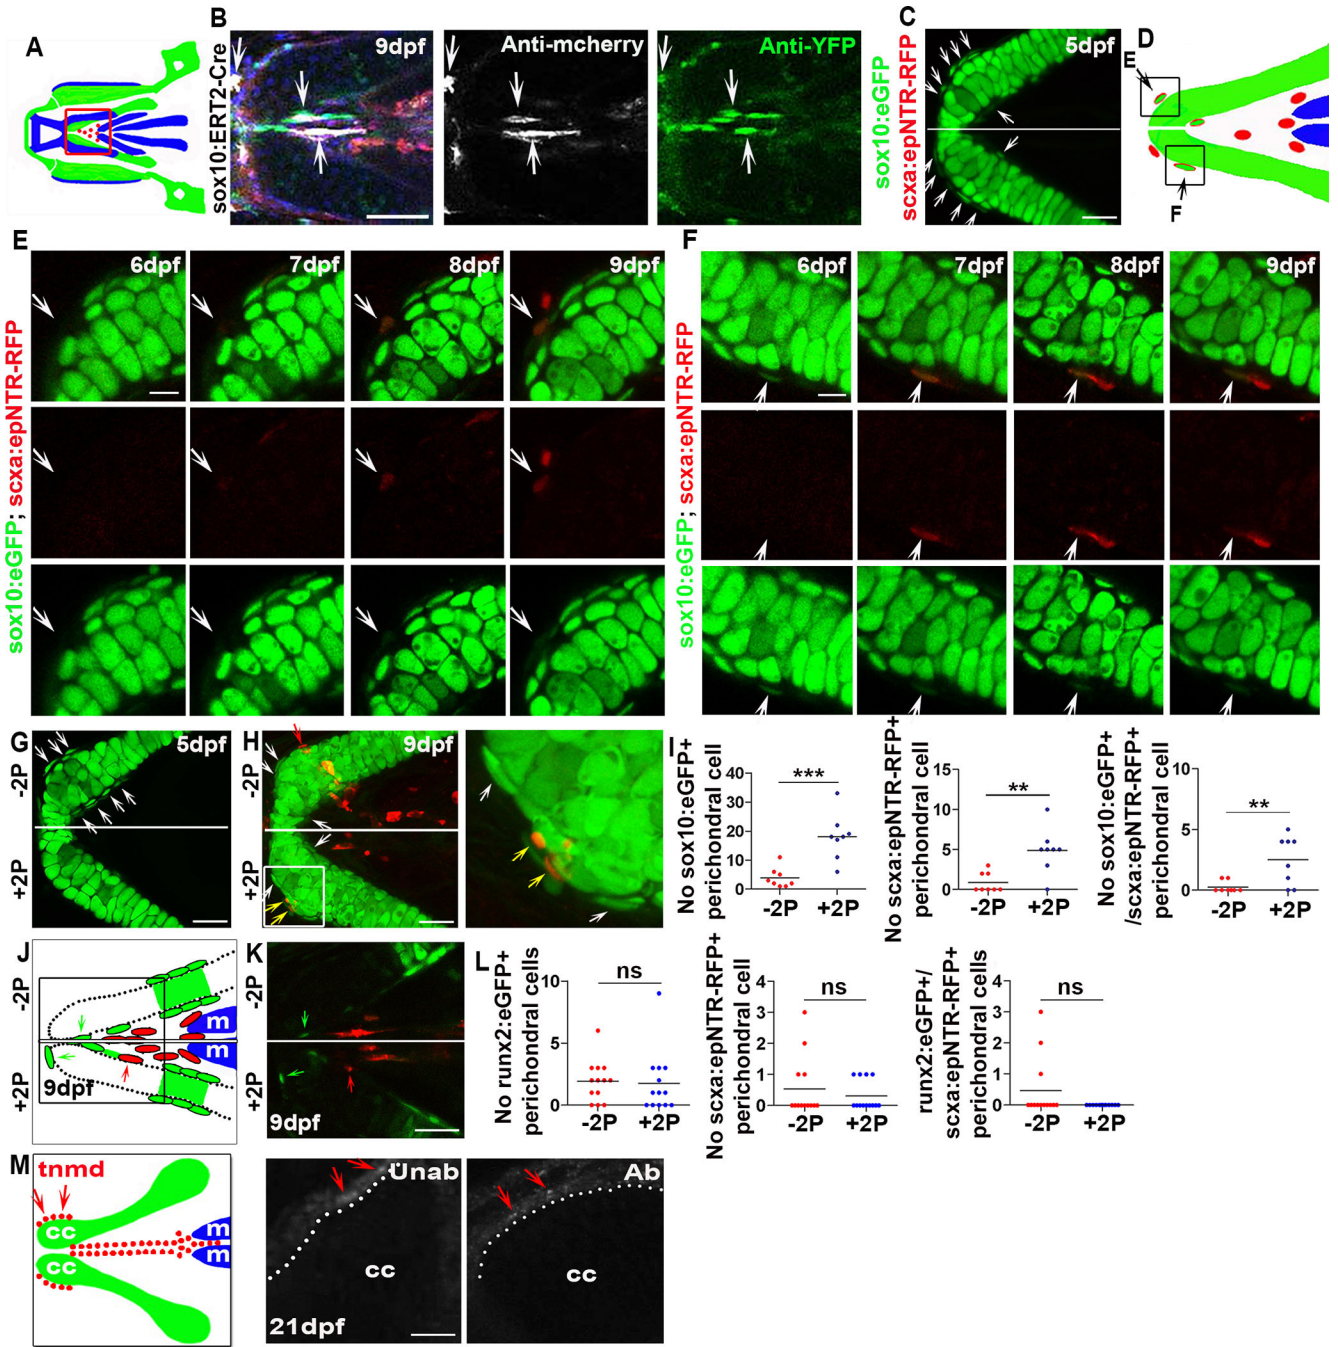 A
B
sox10:ERT2-Cre
9dpf
Anti-mcherry
Anti-YFP
C
sox10:eGFP
scxa:epNTR-RFP
5dpf
D
E
F
E
sox10:eGFP; scxa:epNTR-RFP
6dpf
7dpf
8dpf
9dpf
F
sox10:eGFP; scxa:epNTR-RFP
6dpf
7dpf
8dpf
9dpf
G
5dpf
-2P
+2P
H
9dpf
-2P
+2P
I
No sox10:eGFP+
perichondral cell
40
30
20
10
0
***
-2P
+2P
No scxa:epNTR-RFP+
perichondral cell
15
10
5
0
**
-2P
+2P
No sox10:eGFP+
/scxa:epNTR-RFP+
perichondral cell
10
5
0
**
-2P
+2P
J
-2P
+2P
m
m
9dpf
K
-2P
+2P
9dpf
L
No runx2:eGFP+
perichondral cells
10
5
0
ns
-2P
+2P
No scxa:epNTR-RFP+
perichondral cell
4
3
2
1
0
ns
-2P
+2P
runx2:eGFP+/
scxa:epNTR-RFP+
perichondral cells
4
3
2
1
0
ns
-2P
+2P
M
tnmd
cc
cc
m
m
Unab
cc
21dpf
Ab
cc